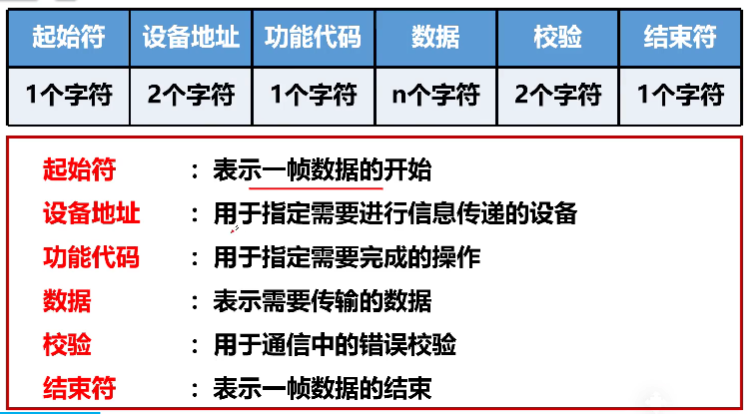 起始符 设备地址 功能代码 数据 校验 结束符
1个字符 2个字符 1个字符 n个字符 2个字符 1个字符
起始符 ：表示一帧数据的开始
设备地址 ：用于指定需要进行信息传递的设备
功能代码 ：用于指定需要完成的操作
数据 ：表示需要传输的数据
校验 ：用于通信中的错误校验
结束符 ：表示一帧数据的结束